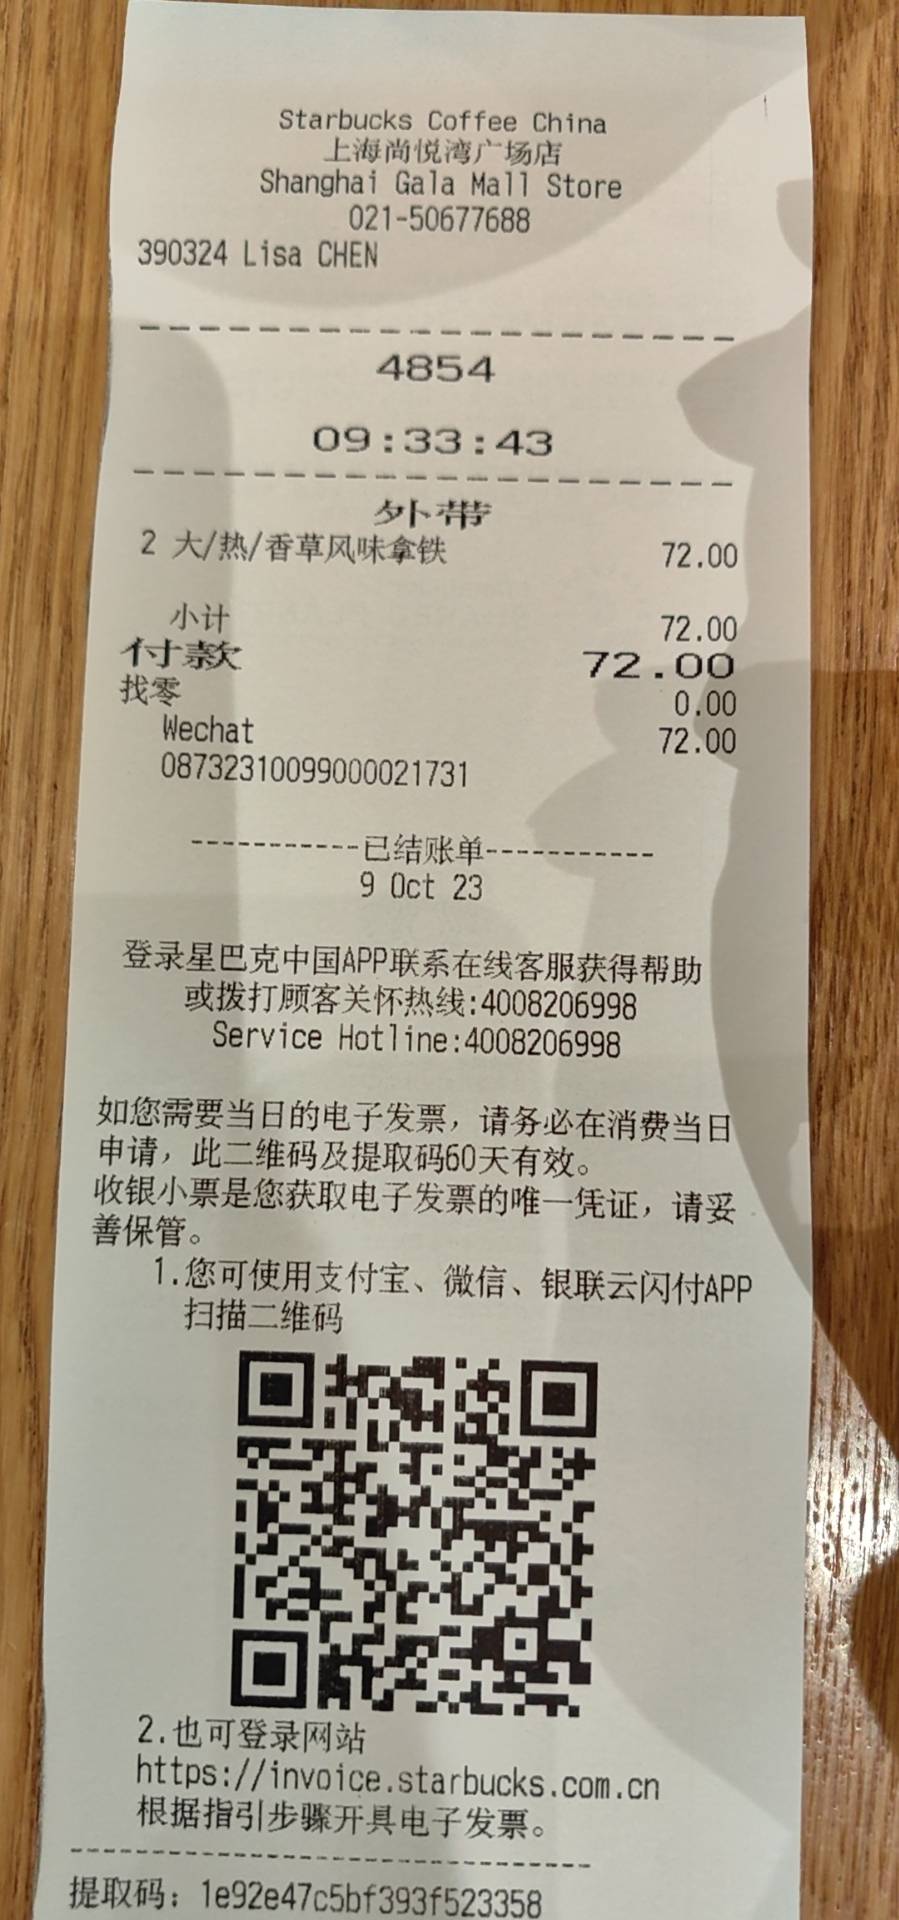 Starbucks Coffee China
上海尚悦湾广场店
Shanghai Gala Mall Store
021-50677688
390324 Lisa CHEN
4854
09:33:43
外带
2 大/热/香草风味拿铁 72.00
小计 72.00
付款 72.00
找零 0.00
Wechat 72.00
08732310099000021731
-----------已结账单-----------
9 Oct 23
登录星巴克中国APP联系在线客服获得帮助
或拨打顾客关怀热线:4008206998
Service Hotline:4008206998
如您需要当日的电子发票，请务必在消费当日
申请，此二维码及提取码60天有效。
收银小票是您获取电子发票的唯一凭证，请妥
善保管。
1.您可使用支付宝、微信、银联云闪付APP
扫描二维码
2.也可登录网站
https://invoice.starbucks.com.cn
根据指引步骤开具电子发票。
提取码：1e92e47c5bf393f523358